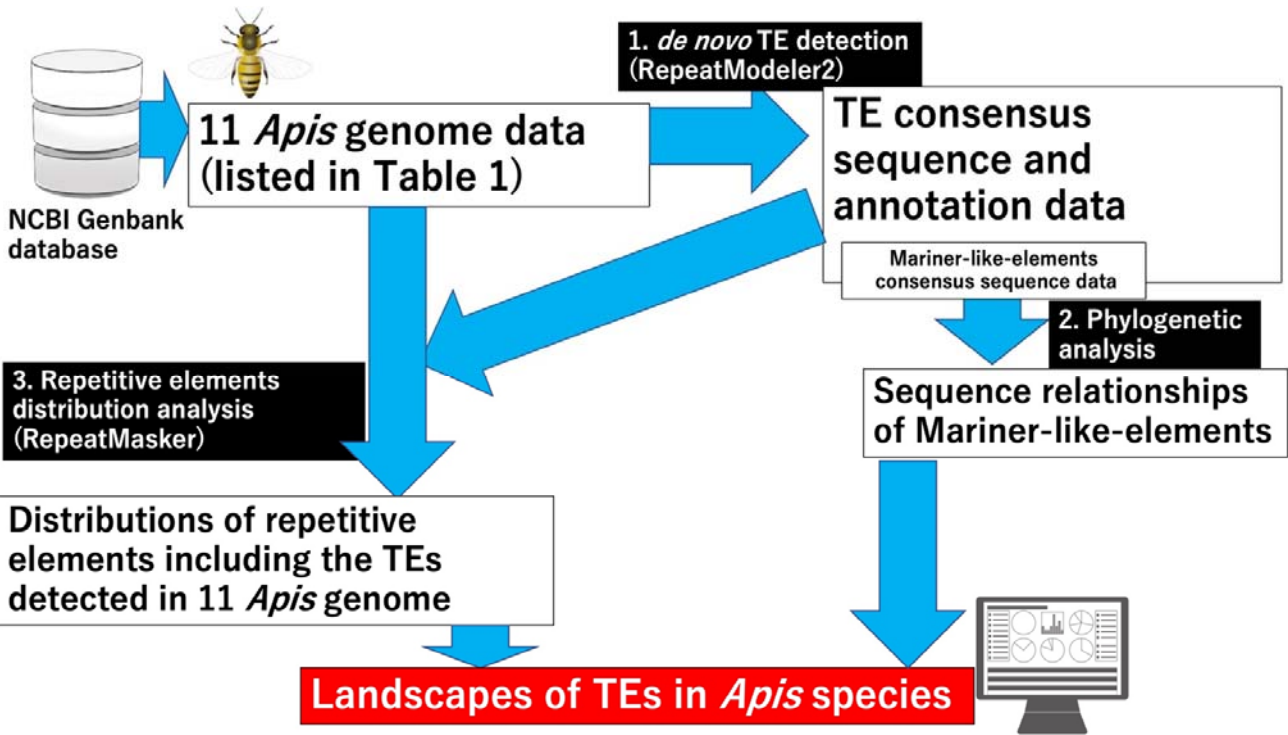 1. de novo TE detection
(RepeatModeler2)
11 Apis genome data
(listed in Table 1)
NCBI Genbank
database
TE consensus
sequence and
annotation data
Mariner-like-elements
consensus sequence data
2. Phylogenetic
analysis
3. Repetitive elements
distribution analysis
(RepeatMasker)
Sequence relationships
of Mariner-like-elements
Distributions of repetitive
elements including the TEs
detected in 11 Apis genome
Landscapes of TEs in Apis species